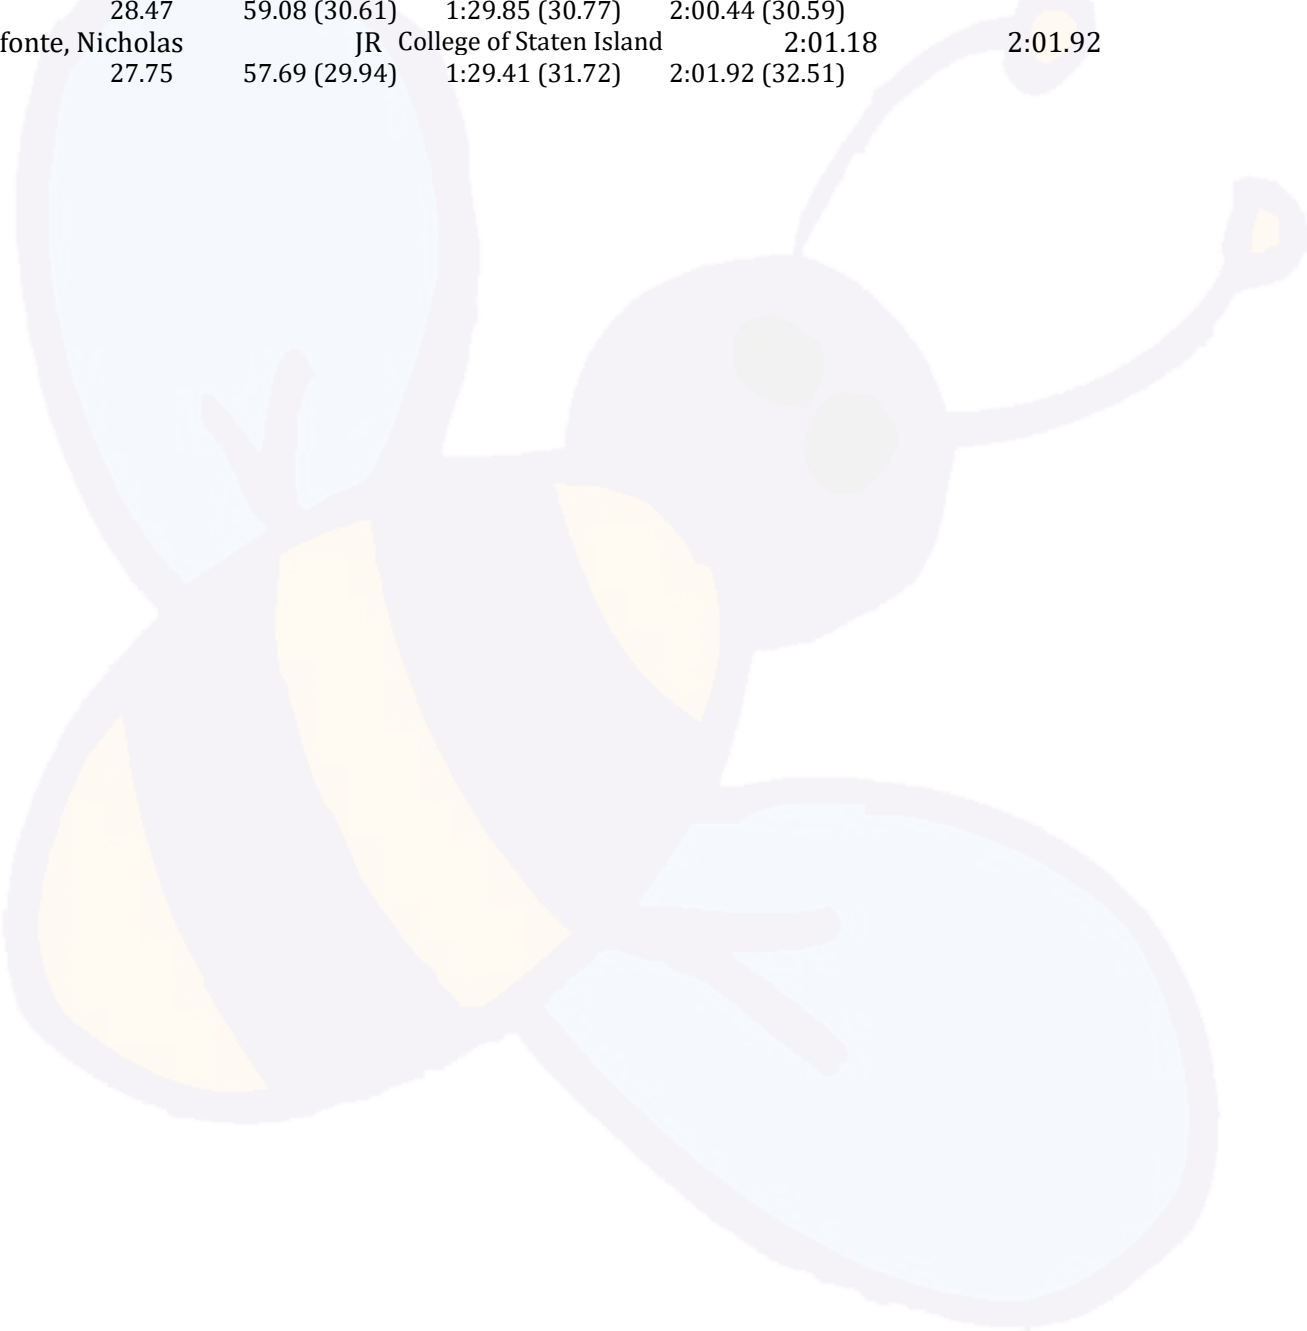 28.47 59.08 (30.61) 1:29.85 (30.77) 2:00.44 (30.59)
fonte, Nicholas JR College of Staten Island 2:01.18 2:01.92
27.75 57.69 (29.94) 1:29.41 (31.72) 2:01.92 (32.51)